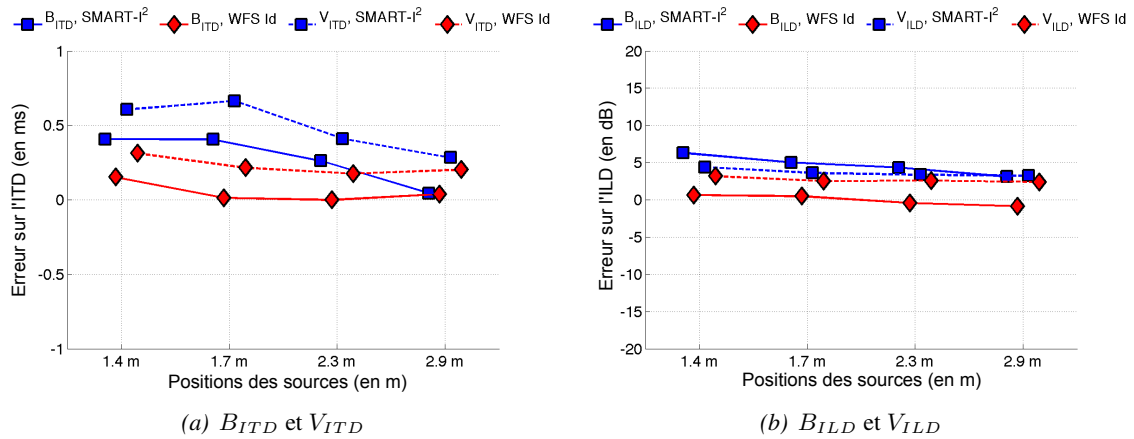 B_ITD, SMART-I² B_ITD, WFS Id V_ITD, SMART-I² V_ITD, WFS Id
1
0.5
0
-0.5
-1
Erreur sur l'ITD (en ms)
1.4 m 1.7 m 2.3 m 2.9 m
Positions des sources (en m)
(a) B_ITD et V_ITD
B_ILD, SMART-I² B_ILD, WFS Id V_ILD, SMART-I² V_ILD, WFS Id
20
15
10
5
0
-5
-10
-15
-20
Erreur sur l'ILD (en dB)
1.4 m 1.7 m 2.3 m 2.9 m
Positions des sources (en m)
(b) B_ILD et V_ILD